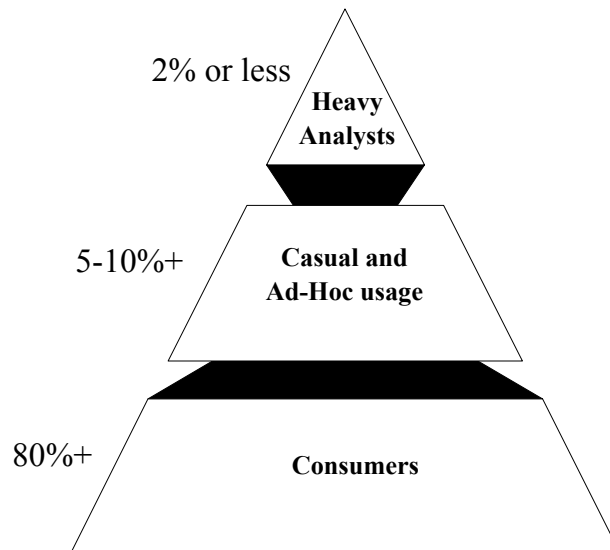 2% or less
Heavy
Analysts
5-10%+
Casual and
Ad-Hoc usage
80%+
Consumers